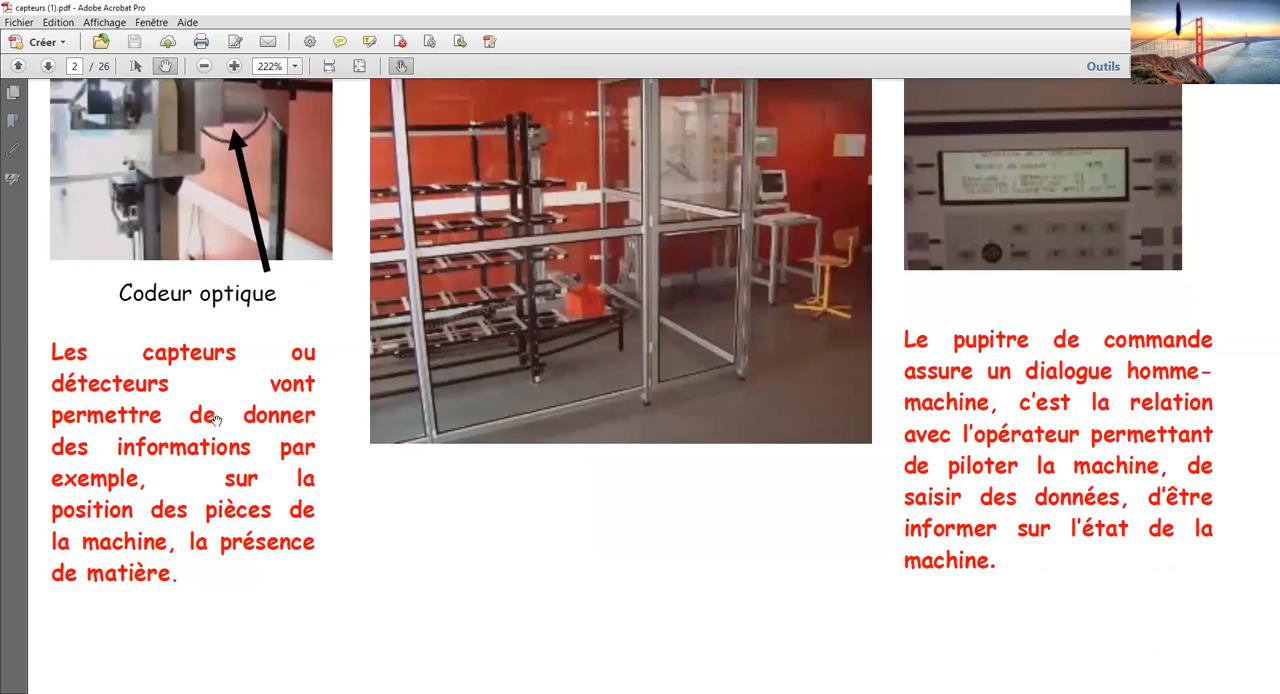 capteurs (1).pdf - Adobe Acrobat Pro
Fichier Edition Affichage Fenêtre Aide
Créer
2 / 26
222%
Outils
Codeur optique
Les capteurs ou
détecteurs vont
permettre de donner
des informations par
exemple, sur la
position des pièces de
la machine, la présence
de matière.
Le pupitre de commande
assure un dialogue homme-
machine, c'est la relation
avec l'opérateur permettant
de piloter la machine, de
saisir des données, d'être
informer sur l'état de la
machine.